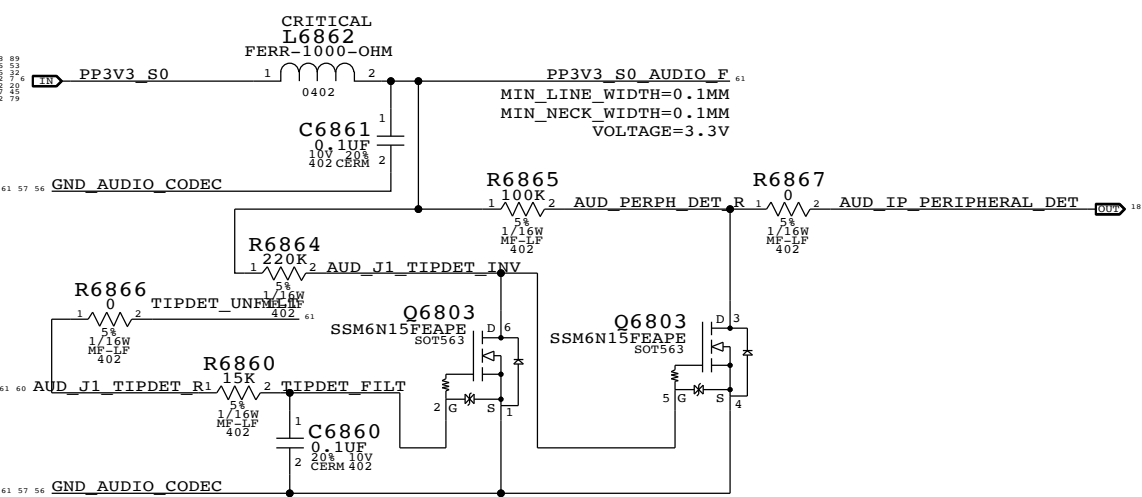 CRITICAL
L6862
FERR-1000-OHM
IN
PP3V3_S0
1
2
0402
PP3V3_S0_AUDIO_F
61
MIN_LINE_WIDTH=0.1MM
MIN_NECK_WIDTH=0.1MM
VOLTAGE=3.3V
C6861
0.1UF
10V 20%
402 CERM
1
2
61 57 56 GND_AUDIO_CODEC
R6865
100K
1
2
5%
1/16W
MF-LF
402
AUD_PERPH_DET_R
R6867
0
1
2
5%
1/16W
MF-LF
402
AUD_IP_PERIPHERAL_DET
OUT
18
R6864
220K
1
2
5%
1/16W
MF-LF
402
AUD_J1_TIPDET_INV
R6866
0
1
2
5%
1/16W
MF-LF
402
TIPDET_UNFILT
61
Q6803
SSM6N15FEAPE
SOT563
D 6
2 G
S 1
Q6803
SSM6N15FEAPE
SOT563
D 3
5 G
S 4
61 60 AUD_J1_TIPDET_R
R6860
15K
1
2
5%
1/16W
MF-LF
402
TIPDET_FILT
C6860
0.1UF
20% 10V
CERM 402
1
2
61 57 56 GND_AUDIO_CODEC